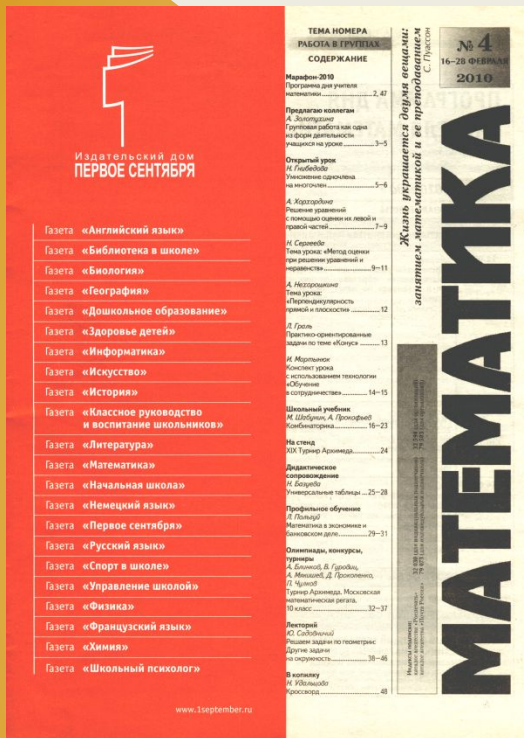 Издательский дом
ПЕРВОЕ СЕНТЯБРЯ
Газета «Английский язык»
Газета «Библиотека в школе»
Газета «Биология»
Газета «География»
Газета «Дошкольное образование»
Газета «Здоровье детей»
Газета «Информатика»
Газета «Искусство»
Газета «История»
Газета «Классное руководство
и воспитание школьников»
Газета «Литература»
Газета «Математика»
Газета «Начальная школа»
Газета «Немецкий язык»
Газета «Первое сентября»
Газета «Русский язык»
Газета «Спорт в школе»
Газета «Управление школой»
Газета «Физика»
Газета «Французский язык»
Газета «Химия»
Газета «Школьный психолог»
www.1september.ru
ТЕМА НОМЕРА
РАБОТА В ГРУППАХ
СОДЕРЖАНИЕ
Марафон-2010
Программа дня учителя
математики 2, 47
Предлагаю коллегам
А. Золотухина
Групповая работа как одна
из форм деятельности
учащихся на уроке 3–5
Открытый урок
Н. Гнибедова
Умножение одночлена
на многочлен 5–6
А. Хорхордина
Решение уравнений
с помощью оценки их левой и
правой частей 7–9
Н. Сергеева
Тема урока: «Метод оценки
при решении уравнений и
неравенств» 9–11
А. Нехорошкина
Тема урока:
«Перпендикулярность
прямой и плоскости» 12
Л. Граль
Практико-ориентированные
задачи по теме «Конус» 13
И. Мартынюк
Конспект урока
с использованием технологии
«Обучение
в сотрудничестве» 14–15
Школьный учебник
М. Шабунин, А. Прокофьев
Комбинаторика 16–23
На стенд
XIX Турнир Архимеда 24
Дидактическое
сопровождение
Н. Базуева
Универсальные таблицы 25–28
Профильное обучение
Л. Польгуй
Математика в экономике и
банковском деле 29–31
Олимпиады, конкурсы,
турниры
А. Блинков, В. Гуровиц,
А. Мякишев, Д. Прокопенко,
П. Чулков
Турнир Архимеда. Московская
математическая регата.
10 класс 32–37
Лекторий
Ю. Садовничий
Решаем задачи по геометрии:
Другие задачи
на окружность 38–46
В копилку
Н. Удальцова
Кроссворд 48
Жизнь украшается двумя вещами:
занятием математикой и ее преподаванием
С. Пуассон
№ 4
16–28 ФЕВРАЛЯ
2010
МАТЕМАТИКА
Индексы подписки